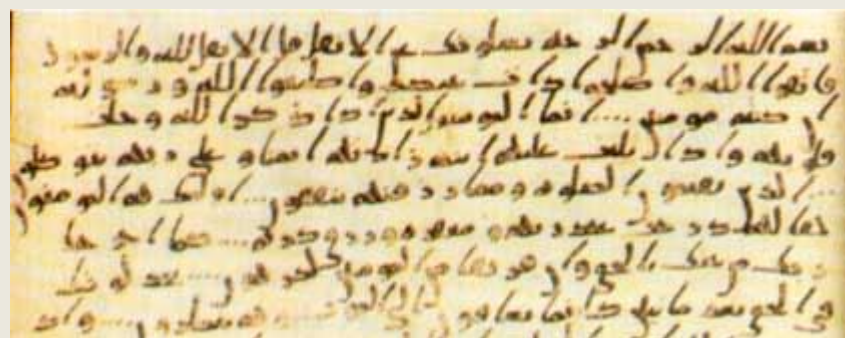 بسم الله الرحمن الرحيم يسلونك عن الانفال قل الانفال لله والرسول
فاتقوا الله واصلحوا ذات بينكم واطيعوا الله ورسوله
ان كنتم مومنين انما المومنون الذين اذا ذكر الله وجلت
قلوبهم واذا تليت عليهم ايته زادتهم ايمنا وعلى ربهم يتوكلون
الذين يقيمون الصلوة ومما رزقنهم ينفقون اولئك هم المومنون
حقا لهم درجت عند ربهم ومغفرة ورزق كريم كما اخرجك
ربك من بيتك بالحق وان فريقا من المومنين لكرهون يجدلونك
في الحق بعد ما تبين كانما يساقون الى الموت وهم ينظرون واذ